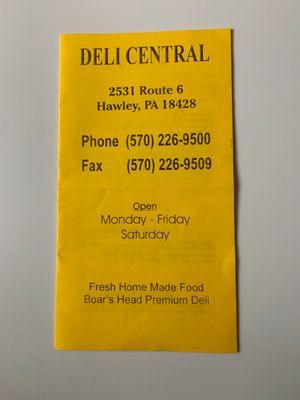 DELI CENTRAL
2531 Route 6
Hawley, PA 18428
Phone (570) 226-9500
Fax (570) 226-9509
Open
Monday - Friday
Saturday
Fresh Home Made Food
Boar's Head Premium Deli